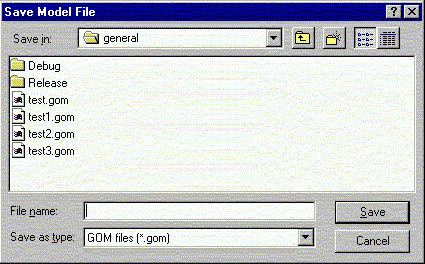 Save Model File
Save in: general
Debug
Release
test.gom
test1.gom
test2.gom
test3.gom
File name: Save
Save as type: GOM files (*.gom) Cancel